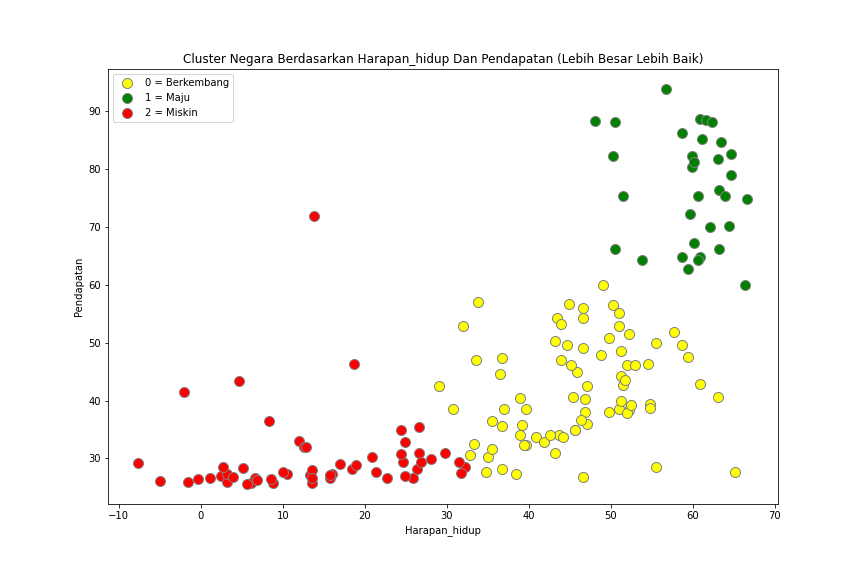 Cluster Negara Berdasarkan Harapan_hidup Dan Pendapatan (Lebih Besar Lebih Baik)
0 = Berkembang
1 = Maju
2 = Miskin
90
80
70
60
50
40
30
Pendapatan
−10
0
10
20
30
40
50
60
70
Harapan_hidup